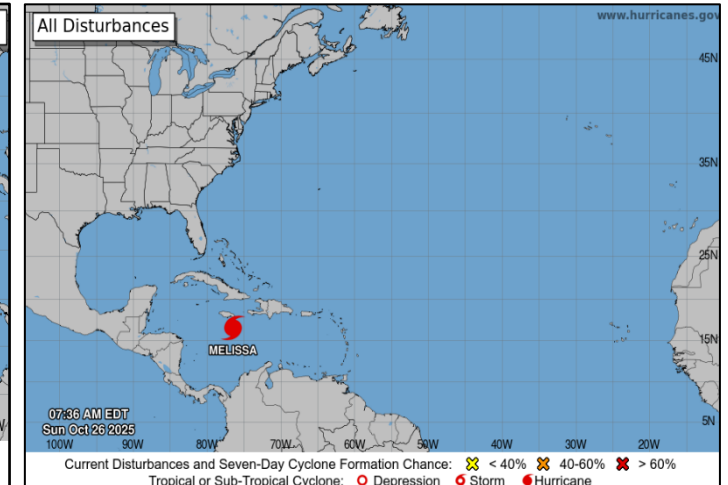 All Disturbances
www.hurricanes.gov
45N
35N
25N
15N
MELISSA
5N
07:36 AM EDT
Sun Oct 26 2025
100W 90W 80W 70W 60W 50W 40W 30W 20W
Current Disturbances and Seven-Day Cyclone Formation Chance: < 40% 40-60% > 60%
Tropical or Sub-Tropical Cyclone: Depression Storm Hurricane